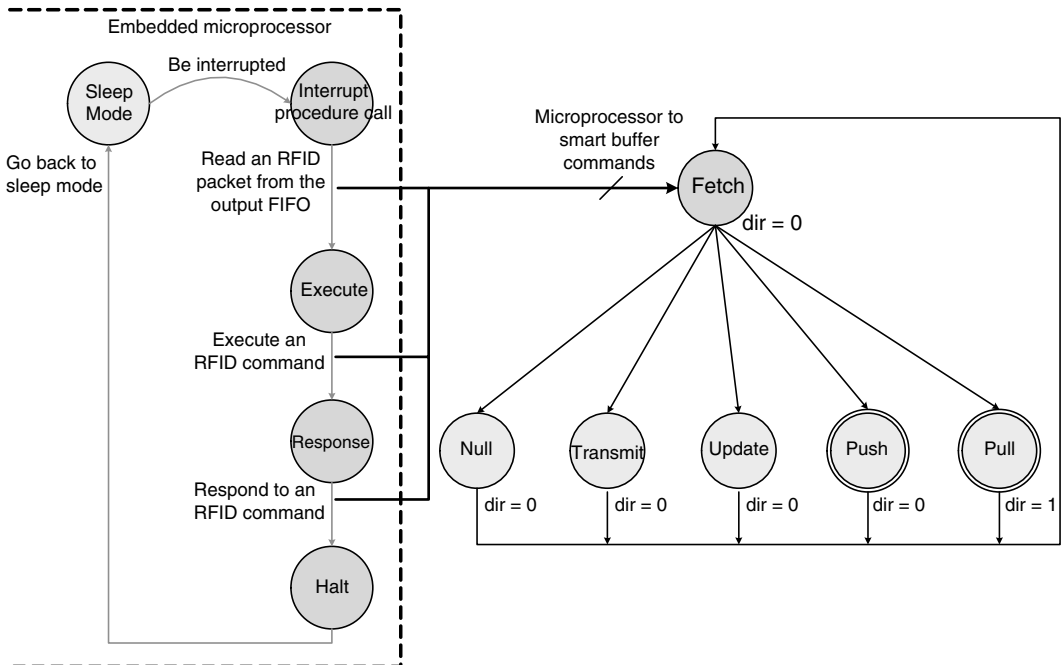 Embedded microprocessor
Be interrupted
Sleep
Mode
Interrupt
procedure call
Go back to
sleep mode
Read an RFID
packet from the
output FIFO
Microprocessor to
smart buffer
commands
Fetch
dir = 0
Execute
Execute an
RFID command
Response
Respond to an
RFID command
Halt
Null
Transmit
Update
Push
Pull
dir = 0
dir = 0
dir = 0
dir = 0
dir = 1